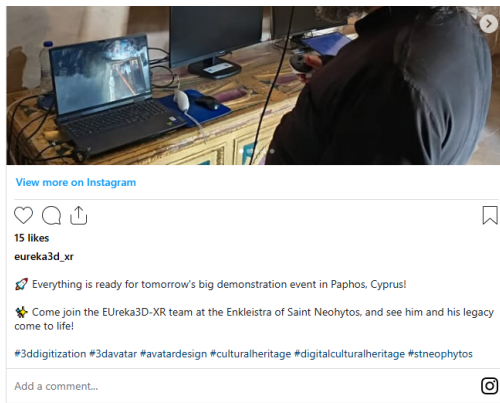 View more on Instagram
15 likes
eureka3d_xr
🚀 Everything is ready for tomorrow's big demonstration event in Paphos, Cyprus!
✨ Come join the EUreka3D-XR team at the Enkleistra of Saint Neohytos, and see him and his legacy
come to life!
#3ddigitization #3davatar #avatardesign #culturalheritage #digitalculturalheritage #stneophytos
Add a comment...